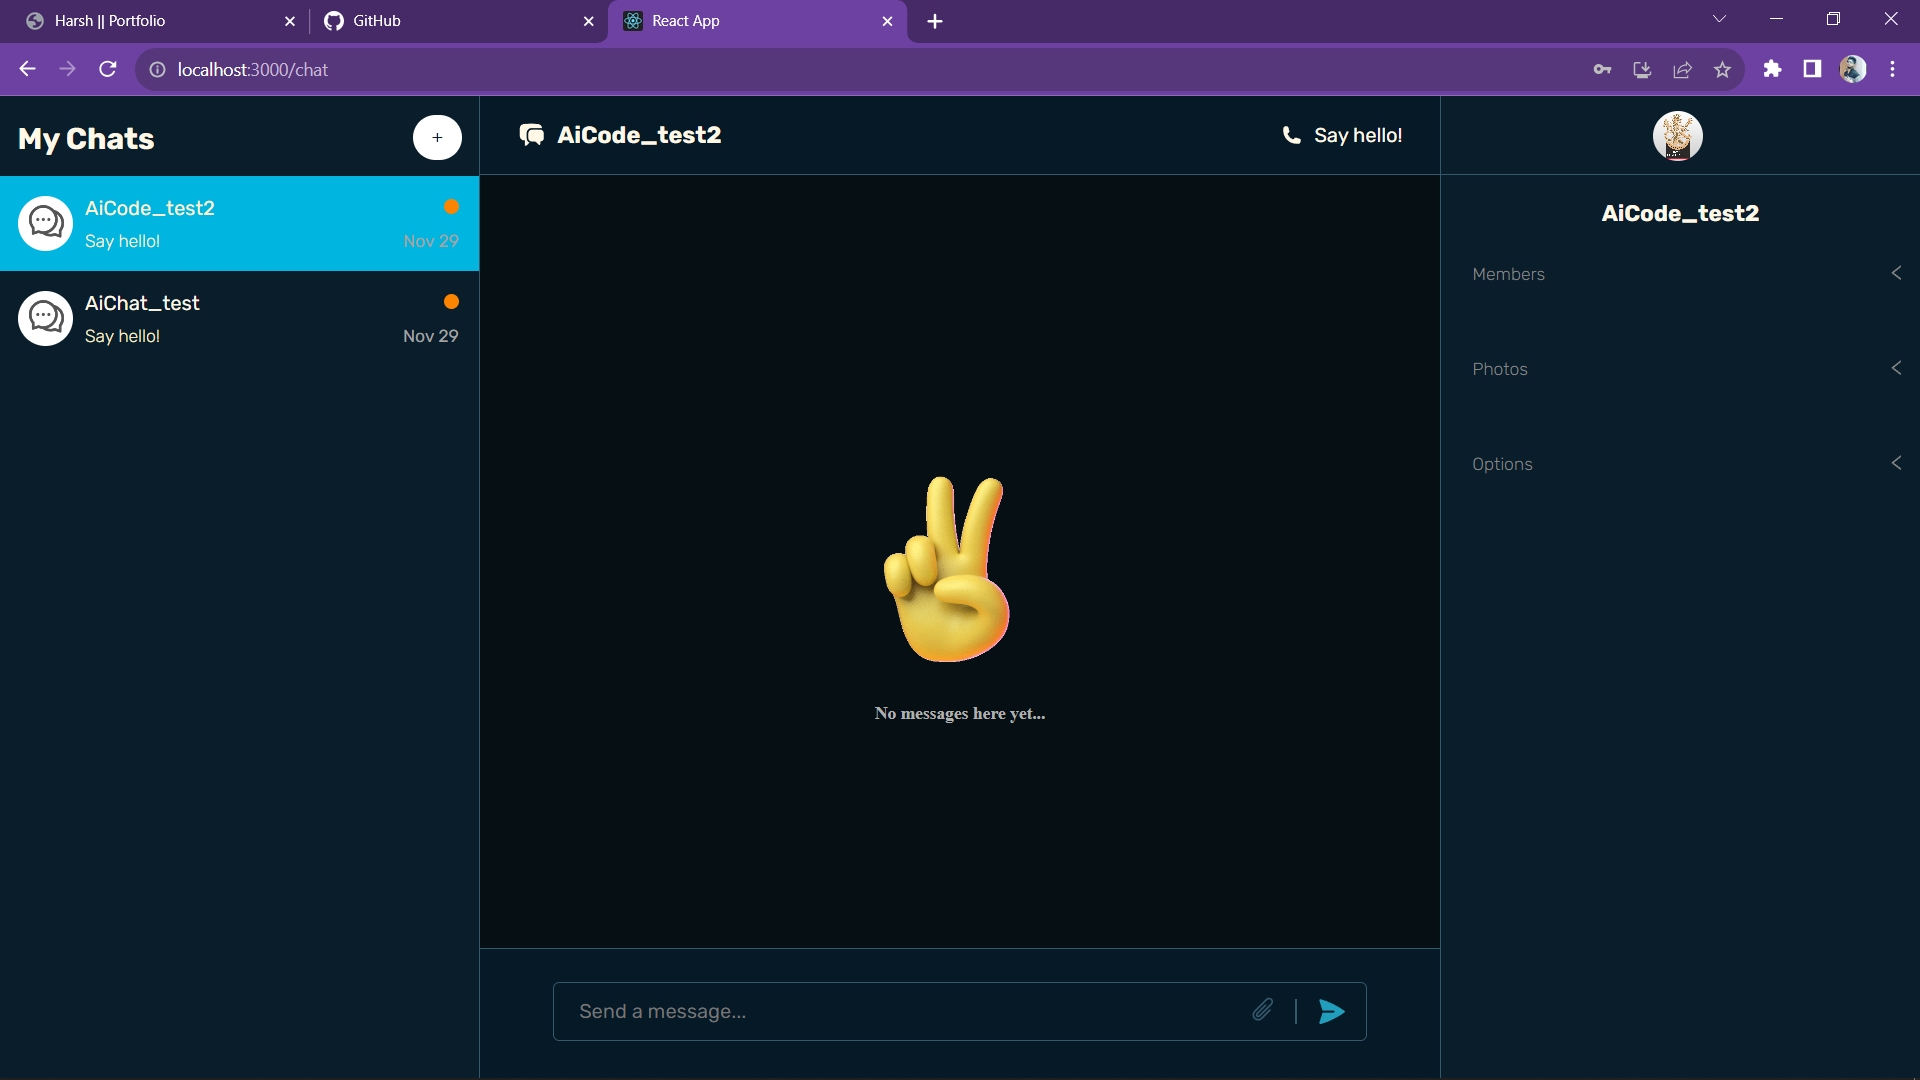 Harsh || Portfolio
GitHub
React App
localhost:3000/chat
My Chats
+
AiCode_test2
Say hello!
Nov 29
AiChat_test
Say hello!
Nov 29
AiCode_test2
Say hello!
No messages here yet...
Send a message...
AiCode_test2
Members
Photos
Options